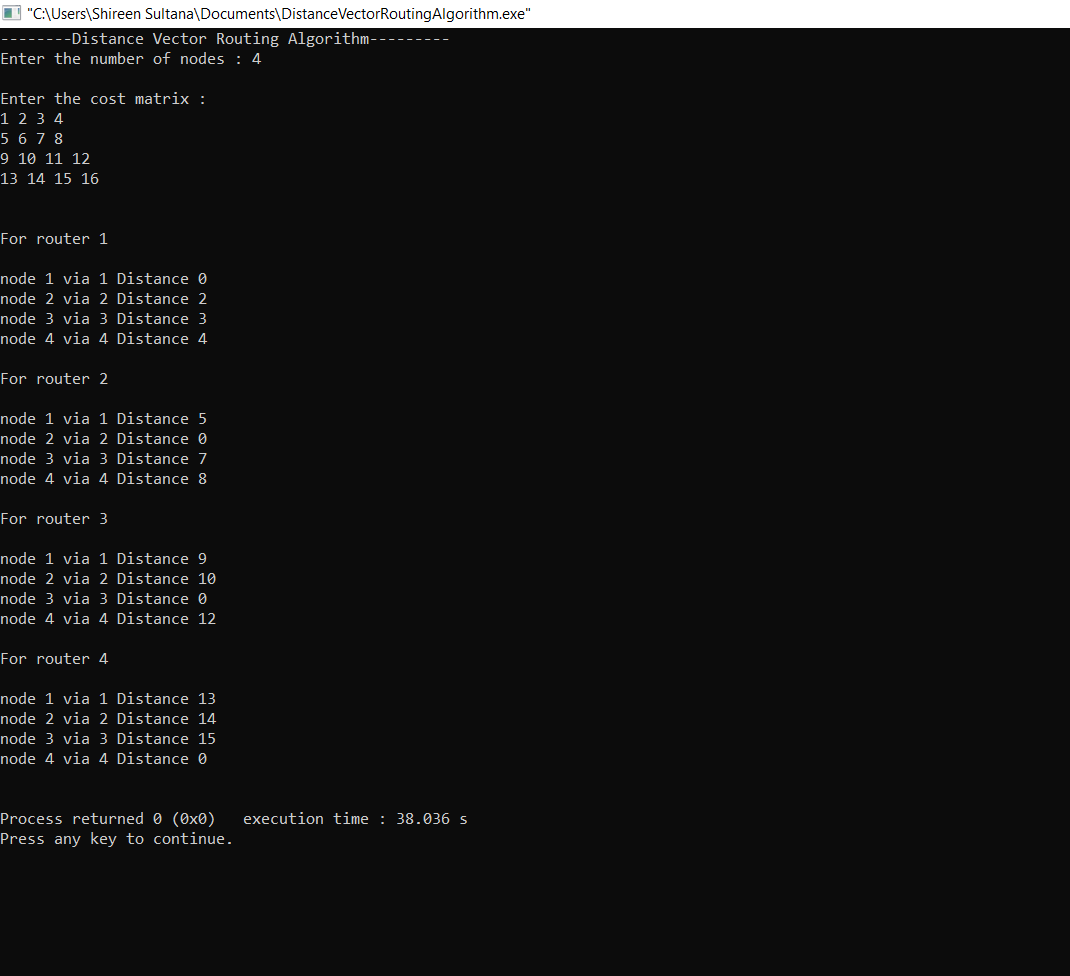 "C:\Users\Shireen Sultana\Documents\DistanceVectorRoutingAlgorithm.exe"
--------Distance Vector Routing Algorithm---------
Enter the number of nodes : 4
Enter the cost matrix :
1 2 3 4
5 6 7 8
9 10 11 12
13 14 15 16
For router 1
node 1 via 1 Distance 0
node 2 via 2 Distance 2
node 3 via 3 Distance 3
node 4 via 4 Distance 4
For router 2
node 1 via 1 Distance 5
node 2 via 2 Distance 0
node 3 via 3 Distance 7
node 4 via 4 Distance 8
For router 3
node 1 via 1 Distance 9
node 2 via 2 Distance 10
node 3 via 3 Distance 0
node 4 via 4 Distance 12
For router 4
node 1 via 1 Distance 13
node 2 via 2 Distance 14
node 3 via 3 Distance 15
node 4 via 4 Distance 0
Process returned 0 (0x0)   execution time : 38.036 s
Press any key to continue.